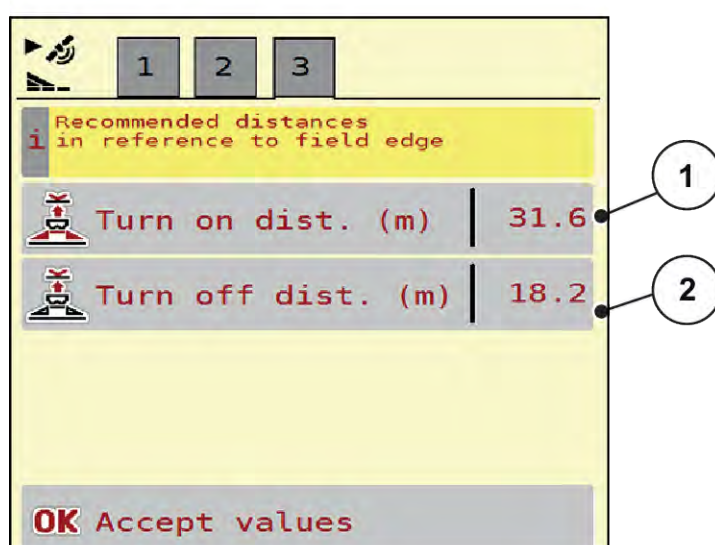 1 2 3
i Recommended distances
in reference to field edge
Turn on dist. (m) 31.6
1
Turn off dist. (m) 18.2
2
OK Accept values